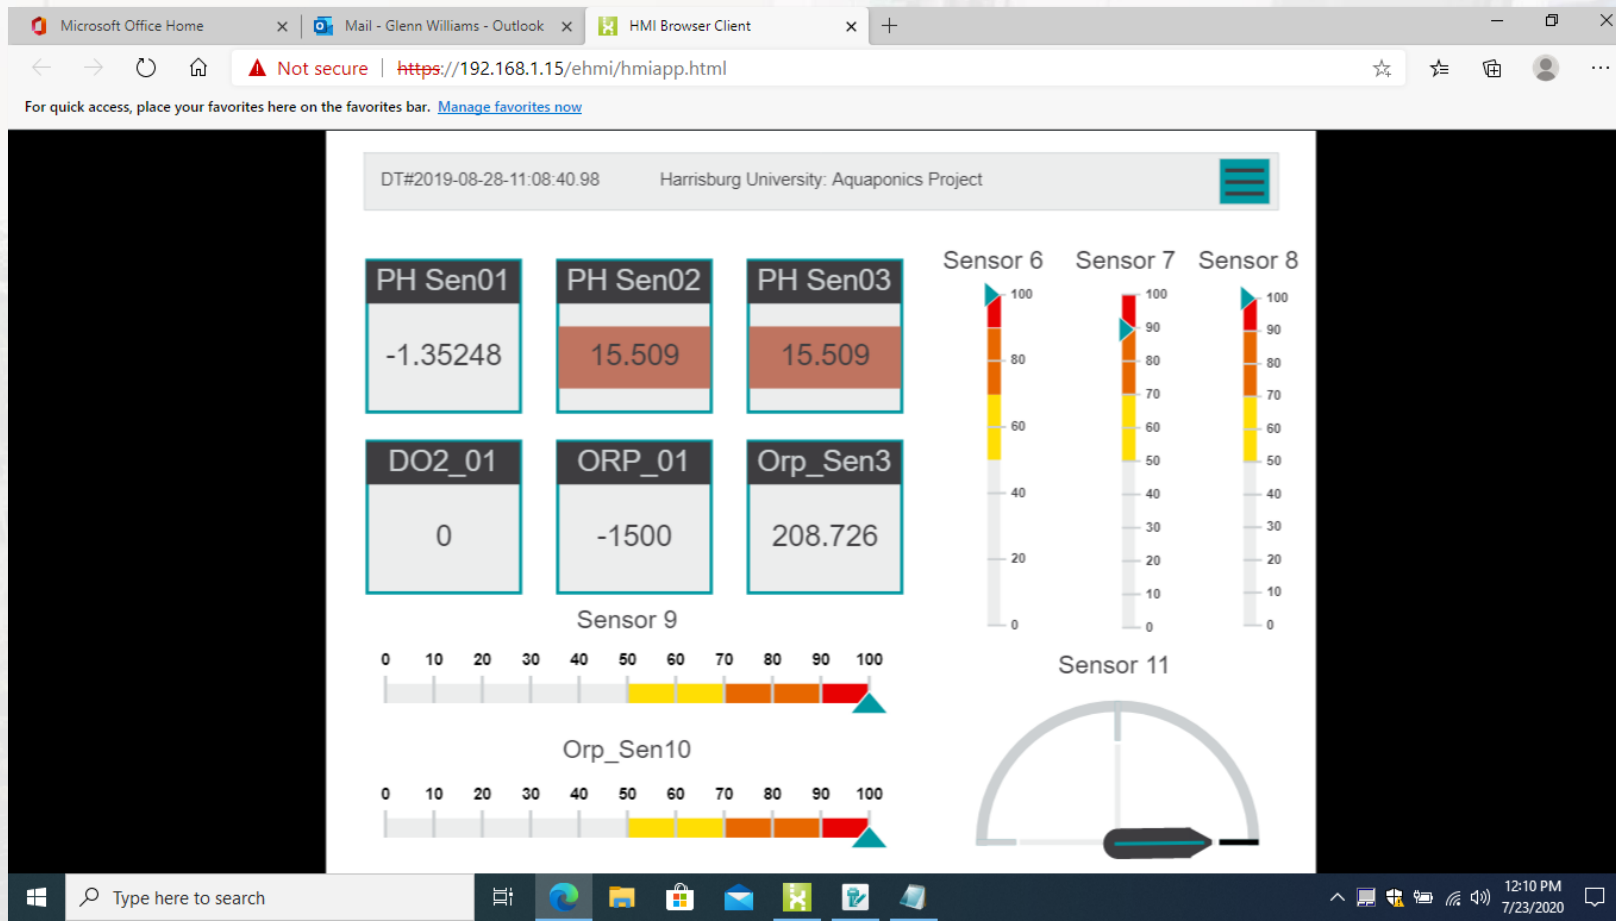 Microsoft Office Home
Mail - Glenn Williams - Outlook
HMI Browser Client
Not secure | https://192.168.1.15/ehmi/hmiapp.html
For quick access, place your favorites here on the favorites bar. Manage favorites now
DT#2019-08-28-11:08:40.98 Harrisburg University: Aquaponics Project
PH Sen01
-1.35248
PH Sen02
15.509
PH Sen03
15.509
DO2_01
0
ORP_01
-1500
Orp_Sen3
208.726
Sensor 6
100
80
60
40
20
0
Sensor 7
100
90
80
70
60
50
40
30
20
10
0
Sensor 8
100
90
80
70
60
50
40
30
20
10
0
Sensor 9
0 10 20 30 40 50 60 70 80 90 100
Orp_Sen10
0 10 20 30 40 50 60 70 80 90 100
Sensor 11
Type here to search
12:10 PM
7/23/2020